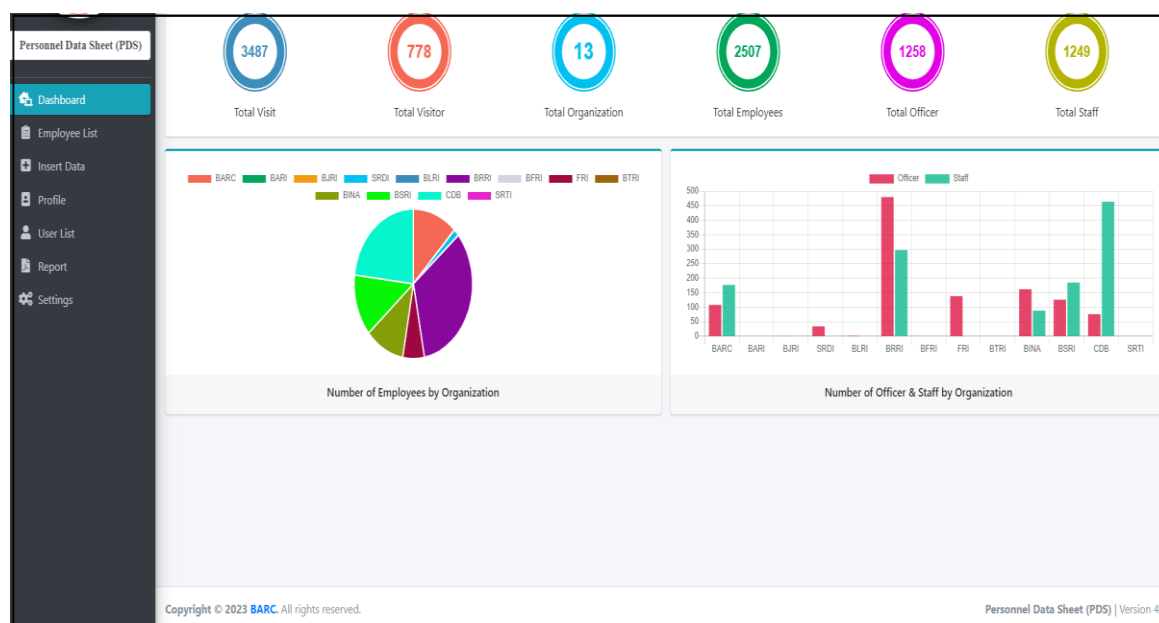 Personnel Data Sheet (PDS)
Dashboard
Employee List
Insert Data
Profile
User List
Report
Settings
3487 778 13 2507 1258 1249
Total Visit Total Visitor Total Organization Total Employees Total Officer Total Staff
BARC BARI BJRI SRDI BLRI BRRI BFRI FRI BTRI
BINA BSRI CDB SRTI
Number of Employees by Organization
Officer Staff
500
450
400
350
300
250
200
150
100
50
0
BARC BARI BJRI SRDI BLRI BRRI BFRI FRI BTRI BINA BSRI CDB SRTI
Number of Officer & Staff by Organization
Copyright © 2023 BARC. All rights reserved.
Personnel Data Sheet (PDS) | Version 4